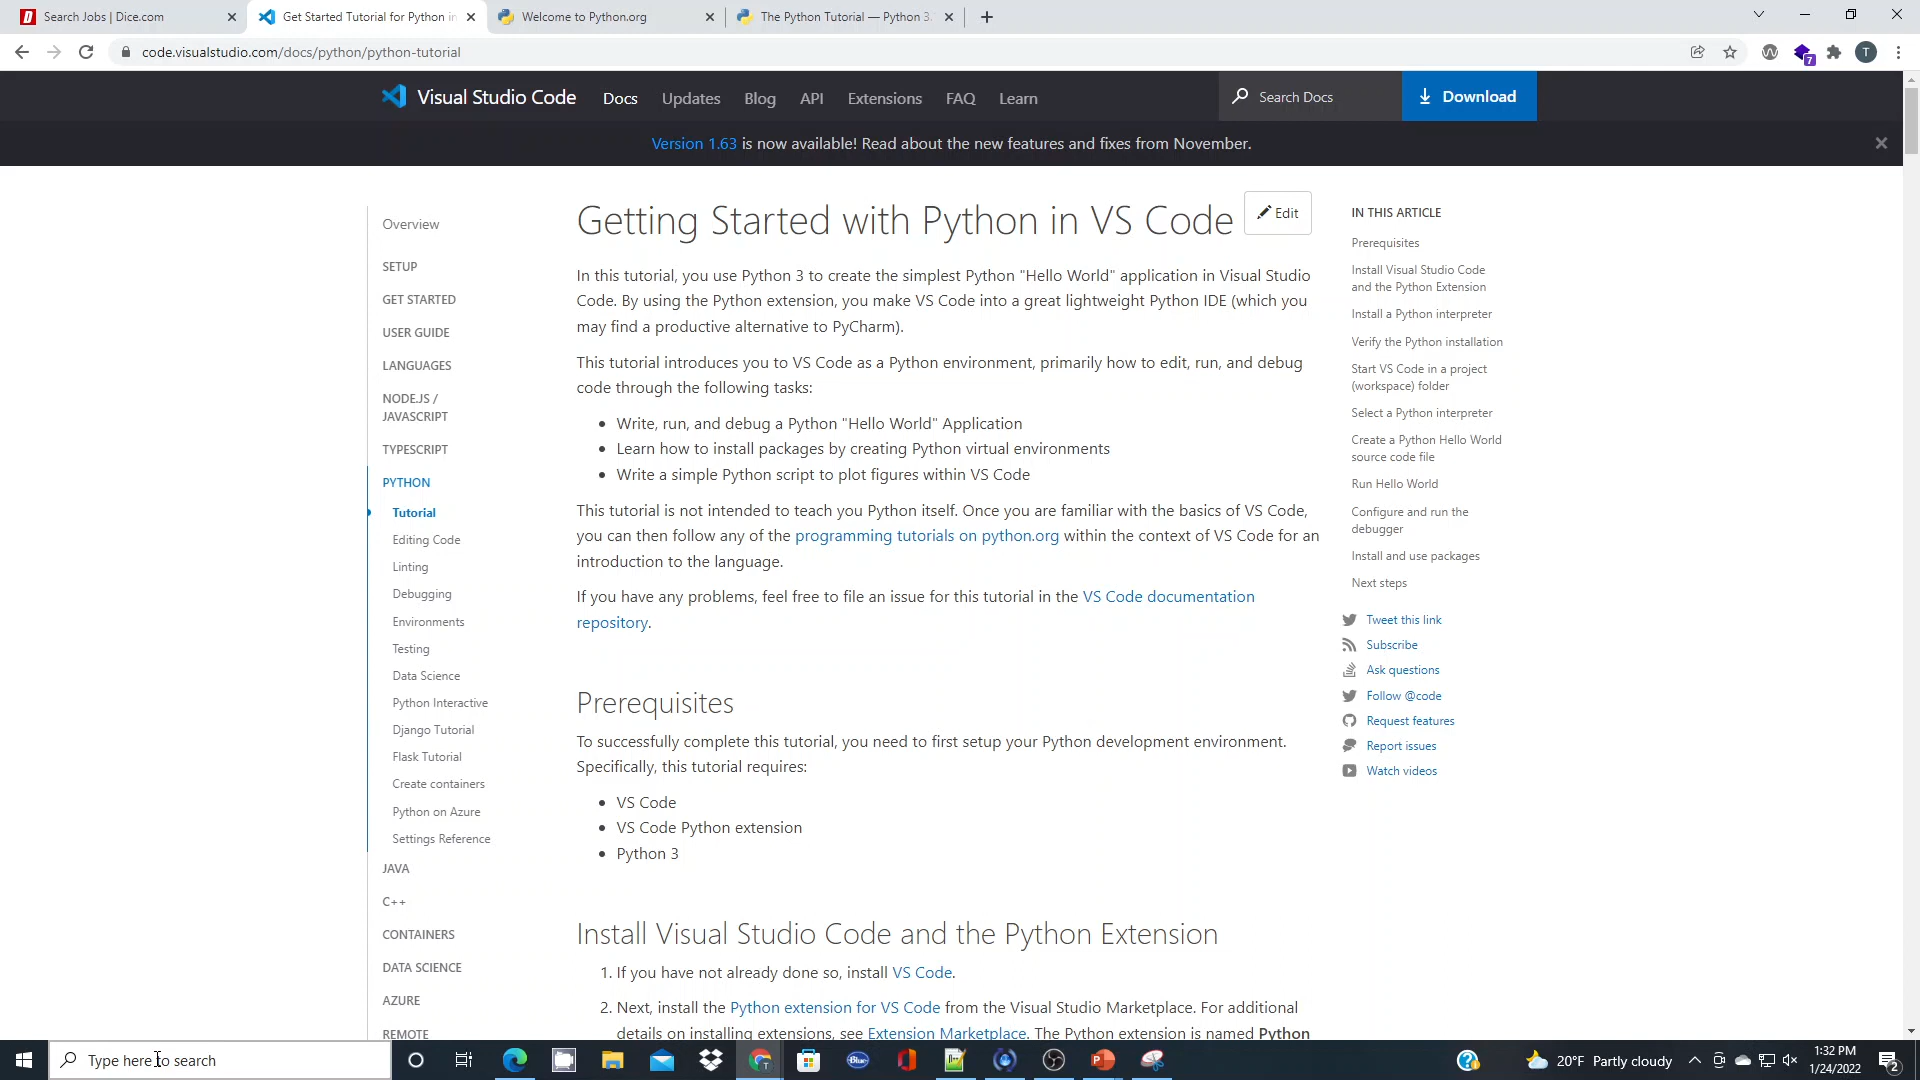 Search Jobs | Dice.com
Get Started Tutorial for Python in
Welcome to Python.org
The Python Tutorial — Python 3.
code.visualstudio.com/docs/python/python-tutorial
7
T
Visual Studio Code
Docs
Updates
Blog
API
Extensions
FAQ
Learn
Search Docs
Download
Version 1.63 is now available! Read about the new features and fixes from November.
Overview
SETUP
GET STARTED
USER GUIDE
LANGUAGES
NODE.JS /
JAVASCRIPT
TYPESCRIPT
PYTHON
Tutorial
Editing Code
Linting
Debugging
Environments
Testing
Data Science
Python Interactive
Django Tutorial
Flask Tutorial
Create containers
Python on Azure
Settings Reference
JAVA
C++
CONTAINERS
DATA SCIENCE
AZURE
REMOTE
Getting Started with Python in VS Code
Edit
In this tutorial, you use Python 3 to create the simplest Python "Hello World" application in Visual Studio
Code. By using the Python extension, you make VS Code into a great lightweight Python IDE (which you
may find a productive alternative to PyCharm).
This tutorial introduces you to VS Code as a Python environment, primarily how to edit, run, and debug
code through the following tasks:
• Write, run, and debug a Python "Hello World" Application
• Learn how to install packages by creating Python virtual environments
• Write a simple Python script to plot figures within VS Code
This tutorial is not intended to teach you Python itself. Once you are familiar with the basics of VS Code,
you can then follow any of the programming tutorials on python.org within the context of VS Code for an
introduction to the language.
If you have any problems, feel free to file an issue for this tutorial in the VS Code documentation
repository.
Prerequisites
To successfully complete this tutorial, you need to first setup your Python development environment.
Specifically, this tutorial requires:
• VS Code
• VS Code Python extension
• Python 3
Install Visual Studio Code and the Python Extension
1. If you have not already done so, install VS Code.
2. Next, install the Python extension for VS Code from the Visual Studio Marketplace. For additional
details on installing extensions, see Extension Marketplace. The Python extension is named Python
IN THIS ARTICLE
Prerequisites
Install Visual Studio Code
and the Python Extension
Install a Python interpreter
Verify the Python installation
Start VS Code in a project
(workspace) folder
Select a Python interpreter
Create a Python Hello World
source code file
Run Hello World
Configure and run the
debugger
Install and use packages
Next steps
Tweet this link
Subscribe
Ask questions
Follow @code
Request features
Report issues
Watch videos
Type here to search
Blue
20°F Partly cloudy
1:32 PM
1/24/2022
2